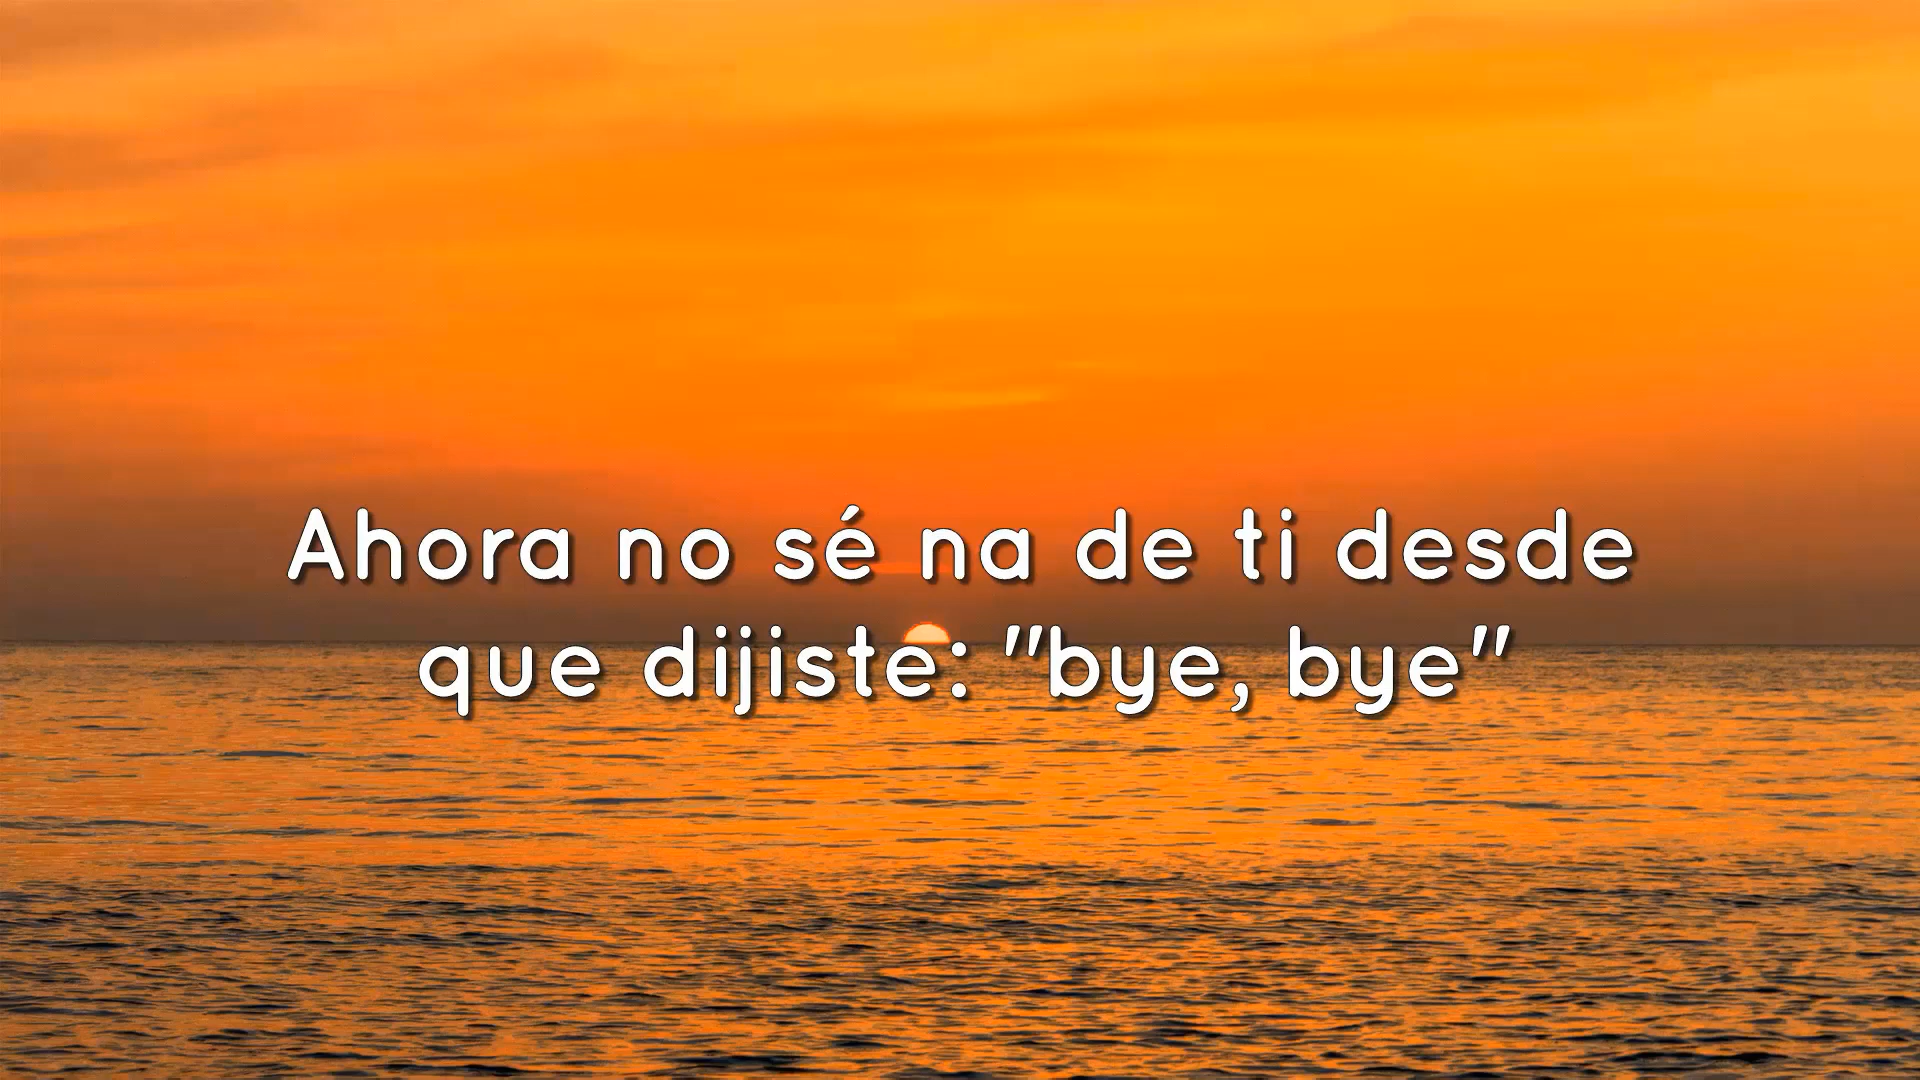 Ahora no sé na de ti desde
que dijiste: "bye, bye"